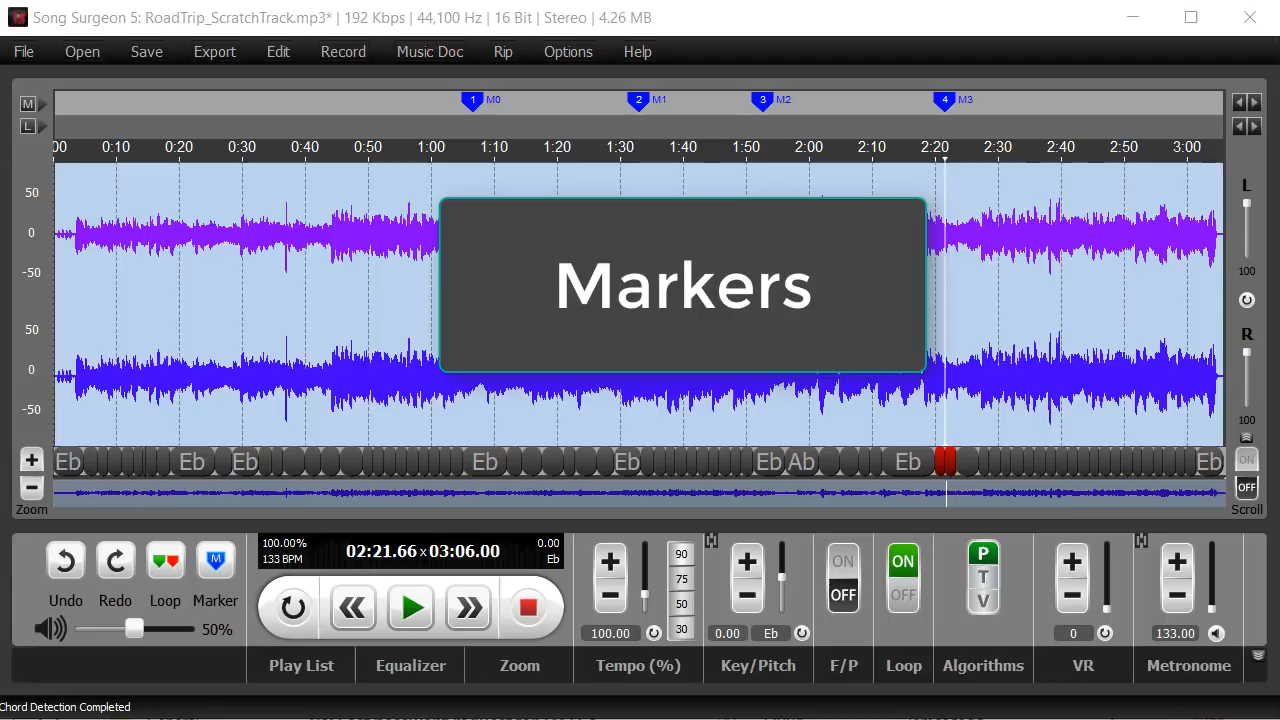 Song Surgeon 5: RoadTrip_ScratchTrack.mp3* | 192 Kbps | 44,100 Hz | 16 Bit | Stereo | 4.26 MB
File Open Save Export Edit Record Music Doc Rip Options Help
M 1 M0 2 M1 3 M2 4 M3
L
00 0:10 0:20 0:30 0:40 0:50 1:00 1:10 1:20 1:30 1:40 1:50 2:00 2:10 2:20 2:30 2:40 2:50 3:00
50
0
-50
50
0
-50
Markers
L
100
R
100
Eb Eb Eb Eb Eb Eb Ab Eb Eb
ON
OFF
Zoom
Scroll
Undo Redo Loop Marker
M
50%
100.00%
133 BPM
02:21.66 x 03:06.00
0.00
Eb
100.00
90
75
50
30
0.00 Eb
ON
OFF
ON
OFF
P
T
V
0
133.00
Play List Equalizer Zoom Tempo (%) Key/Pitch F/P Loop Algorithms VR Metronome
Chord Detection Completed